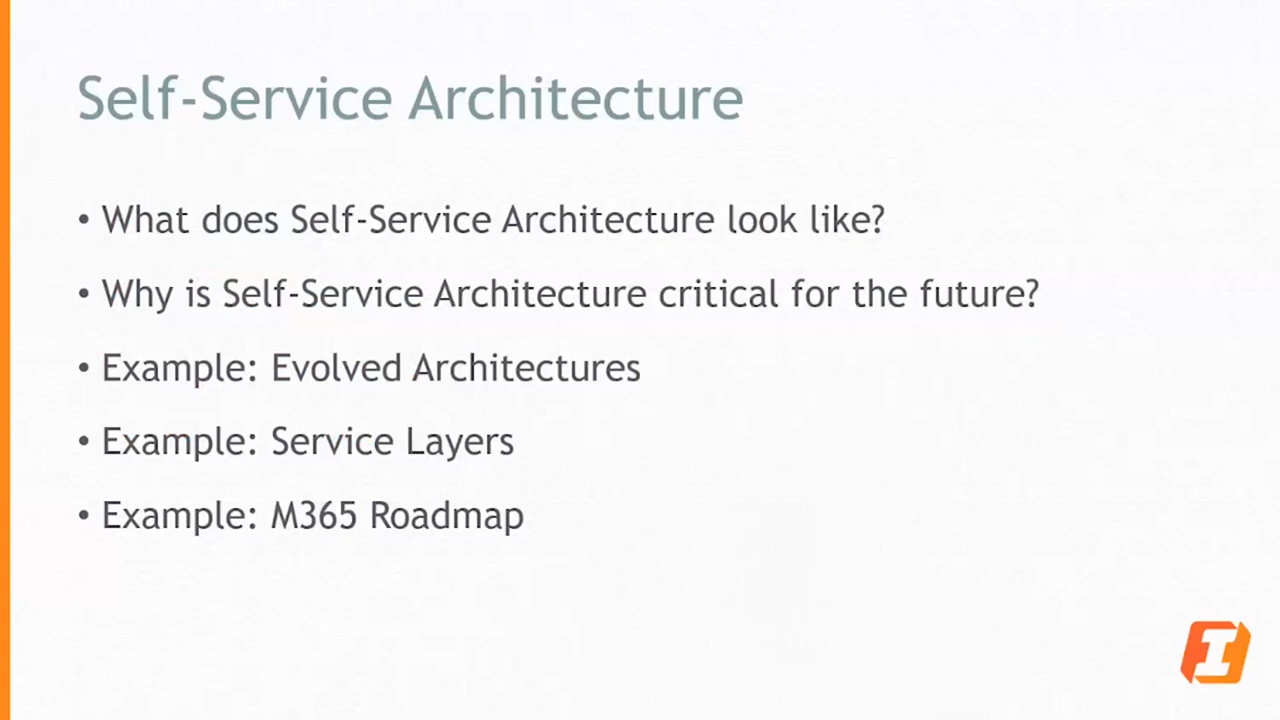 Self-Service Architecture
• What does Self-Service Architecture look like?
• Why is Self-Service Architecture critical for the future?
• Example: Evolved Architectures
• Example: Service Layers
• Example: M365 Roadmap
I